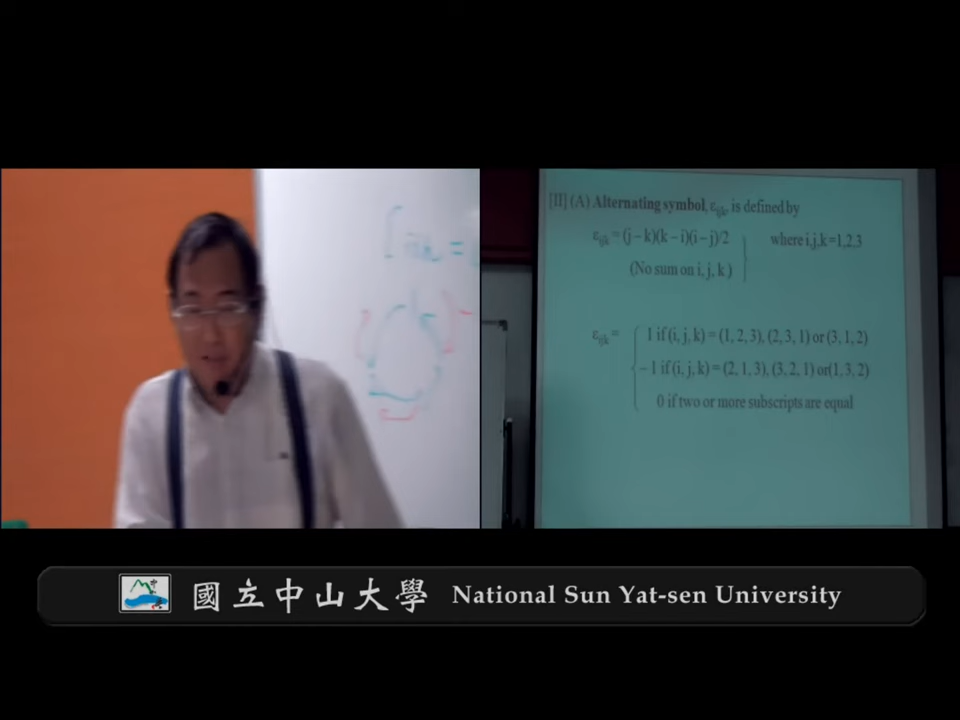 [II] (A) Alternating symbol, εijk, is defined by
εijk = (j – k)(k – i)(i – j)/2 where i,j,k=1,2,3
(No sum on i, j, k )
εijk = 1 if (i, j, k) = (1, 2, 3), (2, 3, 1) or (3, 1, 2)
– 1 if (i, j, k) = (2, 1, 3), (3, 2, 1) or(1, 3, 2)
0 if two or more subscripts are equal
國立中山大學 National Sun Yat-sen University